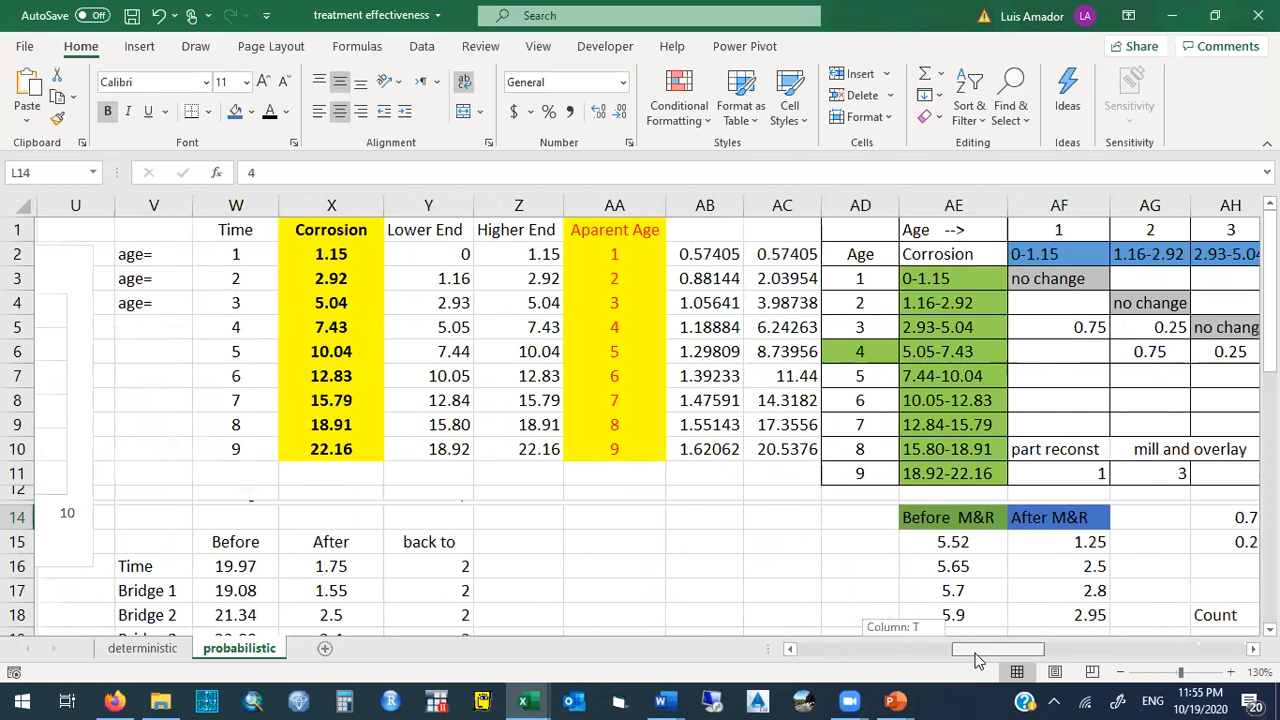 AutoSave Off treatment effectiveness Search Luis Amador LA
File Home Insert Draw Page Layout Formulas Data Review View Developer Help Power Pivot Share Comments
Paste Calibri 11 General Conditional Formatting Format as Table Cell Styles Insert Delete Format Sort & Filter Find & Select Ideas Sensitivity
Clipboard Font Alignment Number Styles Cells Editing Ideas Sensitivity
L14 4
U V W X Y Z AA AB AC AD AE AF AG AH
1 Time Corrosion Lower End Higher End Aparent Age Age --> 1 2 3
2 age= 1 1.15 0 1.15 1 0.57405 0.57405 Age Corrosion 0-1.15 1.16-2.92 2.93-5.04
3 age= 2 2.92 1.16 2.92 2 0.88144 2.03954 1 0-1.15 no change
4 age= 3 5.04 2.93 5.04 3 1.05641 3.98738 2 1.16-2.92 no change
5 4 7.43 5.05 7.43 4 1.18884 6.24263 3 2.93-5.04 0.75 0.25 no chang
6 5 10.04 7.44 10.04 5 1.29809 8.73956 4 5.05-7.43 0.75 0.25
7 6 12.83 10.05 12.83 6 1.39233 11.44 5 7.44-10.04
8 7 15.79 12.84 15.79 7 1.47591 14.3182 6 10.05-12.83
9 8 18.91 15.80 18.91 8 1.55143 17.3556 7 12.84-15.79
10 9 22.16 18.92 22.16 9 1.62062 20.5376 8 15.80-18.91 part reconst mill and overlay
11 9 18.92-22.16 1 3
12
14 10 Before M&R After M&R 0.7
15 Before After back to 5.52 1.25 0.2
16 Time 19.97 1.75 2 5.65 2.5
17 Bridge 1 19.08 1.55 2 5.7 2.8
18 Bridge 2 21.34 2.5 2 5.9 2.95 Count
Column: T
deterministic probabilistic
130%
ENG 11:55 PM 10/19/2020 20